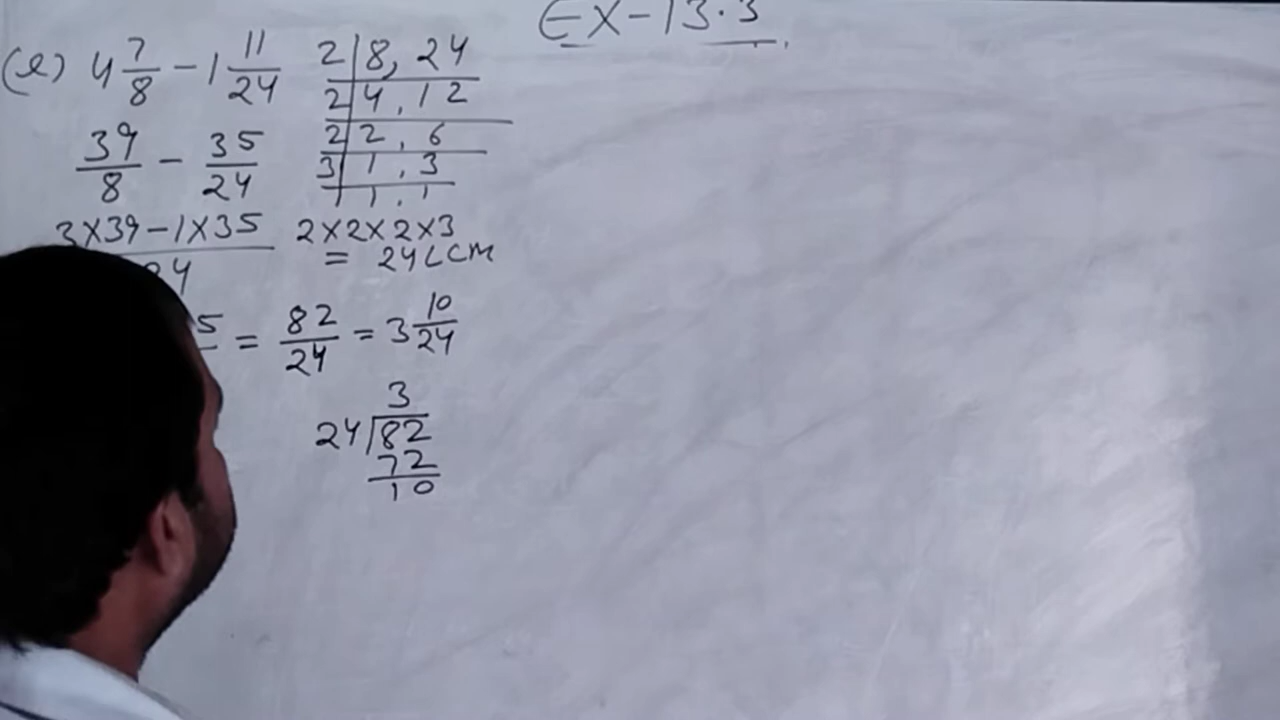 EX-13.3
(e) 4 7/8 - 1 11/24
39/8 - 35/24
3×39-1×35
= 82/24 = 3 10/24
2 | 8, 24
2 | 4, 12
2 | 2, 6
3 | 1, 3
1, 1
2×2×2×3
= 24 LCM
3
24 | 82
72
10